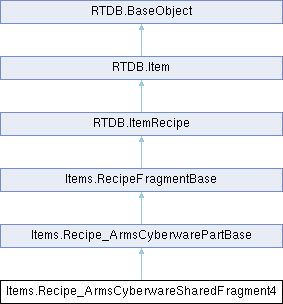 RTDB.BaseObject
RTDB.Item
RTDB.ItemRecipe
Items.RecipeFragmentBase
Items.Recipe_ArmsCyberwarePartBase
Items.Recipe_ArmsCyberwareSharedFragment4